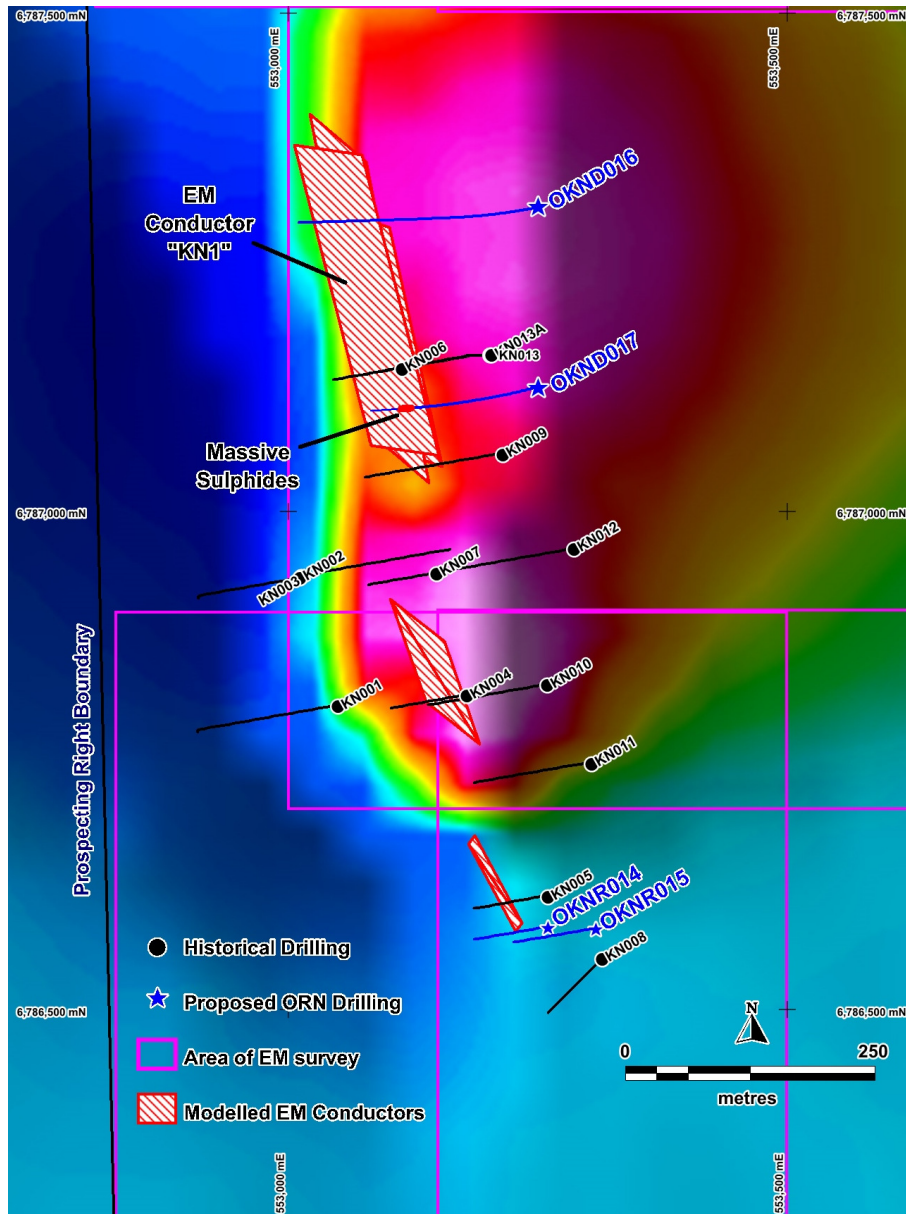 6,787,500 mN
6,787,500 mN
553,000 mE
553,500 mE
OKND016
EM
Conductor
"KN1"
KN013A
KN013
KN006
OKND017
Massive
Sulphides
KN009
6,787,000 mN
6,787,000 mN
KN012
KN002
KN003
KN007
KN004
KN010
KN001
KN011
Prospecting Right Boundary
KN005
OKNR014
OKNR015
KN008
Historical Drilling
Proposed ORN Drilling
6,786,500 mN
6,786,500 mN
N
Area of EM survey
0
250
metres
Modelled EM Conductors
553,000 mE
553,500 mE